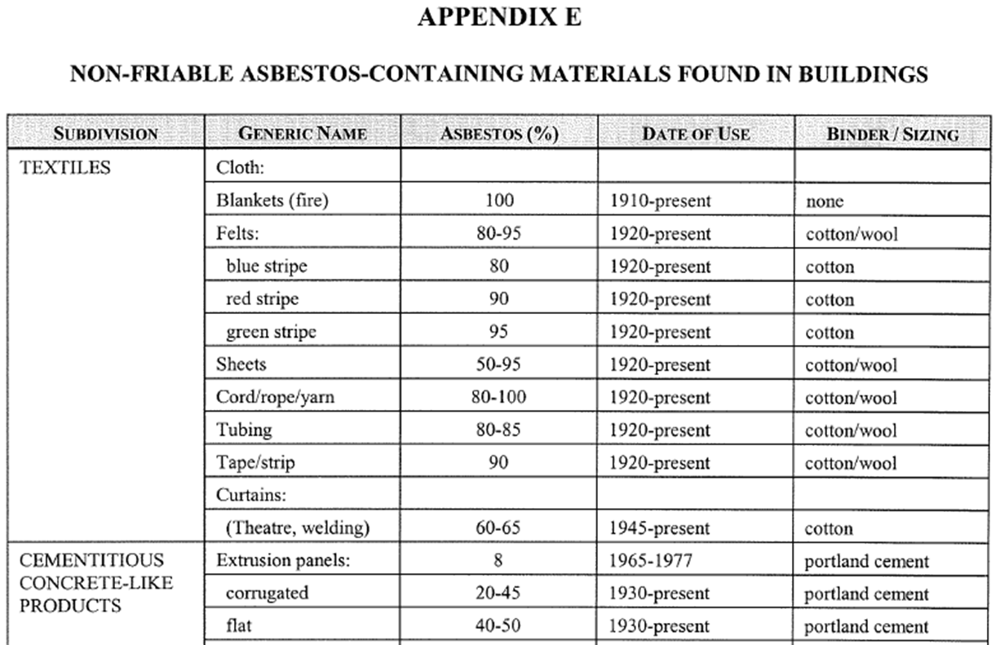 APPENDIX E
NON-FRIABLE ASBESTOS-CONTAINING MATERIALS FOUND IN BUILDINGS
SUBDIVISION GENERIC NAME ASBESTOS (%) DATE OF USE BINDER / SIZING
TEXTILES Cloth:
Blankets (fire) 100 1910-present none
Felts: 80-95 1920-present cotton/wool
blue stripe 80 1920-present cotton
red stripe 90 1920-present cotton
green stripe 95 1920-present cotton
Sheets 50-95 1920-present cotton/wool
Cord/rope/yarn 80-100 1920-present cotton/wool
Tubing 80-85 1920-present cotton/wool
Tape/strip 90 1920-present cotton/wool
Curtains:
(Theatre, welding) 60-65 1945-present cotton
CEMENTITIOUS Extrusion panels: 8 1965-1977 portland cement
CONCRETE-LIKE corrugated 20-45 1930-present portland cement
PRODUCTS flat 40-50 1930-present portland cement